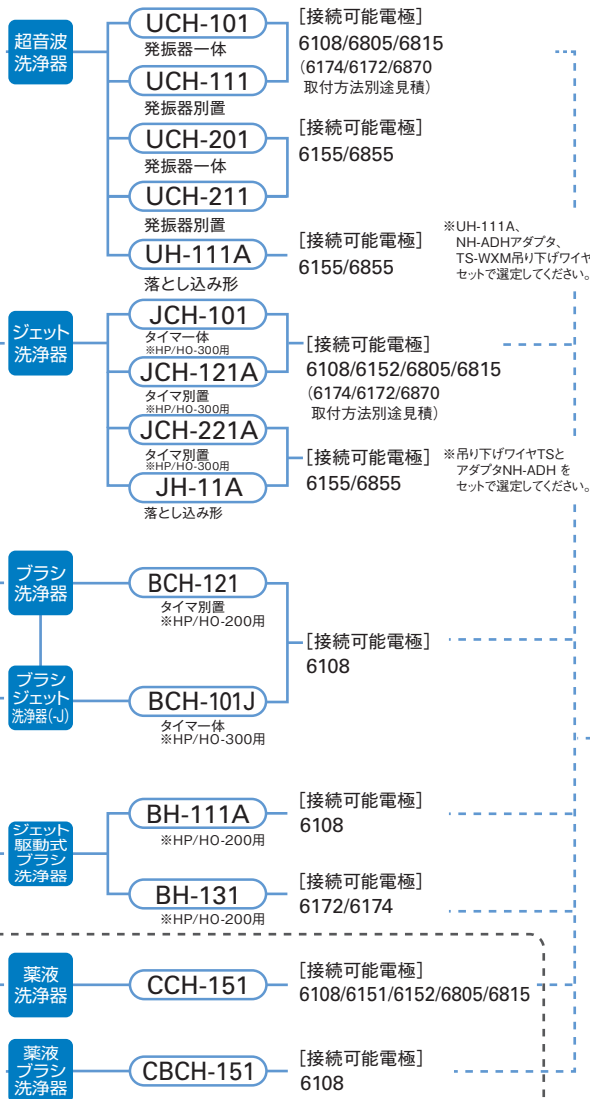 超音波
洗浄器
UCH-101
発振器一体
UCH-111
発振器別置
[接続可能電極]
6108/6805/6815
(6174/6172/6870
取付方法別途見積)
UCH-201
発振器一体
UCH-211
発振器別置
[接続可能電極]
6155/6855
UH-111A
落とし込み形
[接続可能電極]
6155/6855
※UH-111A、
NH-ADHアダプタ、
TS-WXM吊り下げワイヤ
セットで選定してください。
ジェット
洗浄器
JCH-101
タイマ一体
※HP/HO-300用
JCH-121A
タイマ別置
※HP/HO-300用
[接続可能電極]
6108/6152/6805/6815
(6174/6172/6870
取付方法別途見積)
JCH-221A
タイマ別置
※HP/HO-300用
JH-11A
落とし込み形
[接続可能電極]
6155/6855
※吊り下げワイヤTSと
アダプタNH-ADH を
セットで選定してください。
ブラシ
洗浄器
BCH-121
タイマ別置
※HP/HO-200用
ブラシ
ジェット
洗浄器(-J)
BCH-101J
タイマ一体
※HP/HO-300用
[接続可能電極]
6108
ジェット
駆動式
ブラシ
洗浄器
BH-111A
※HP/HO-200用
[接続可能電極]
6108
BH-131
※HP/HO-200用
[接続可能電極]
6172/6174
薬液
洗浄器
CCH-151
[接続可能電極]
6108/6151/6152/6805/6815
薬液
ブラシ
洗浄器
CBCH-151
[接続可能電極]
6108